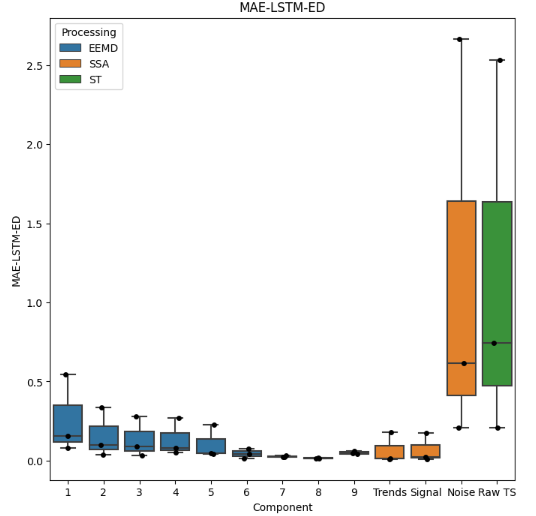 MAE-LSTM-ED
Processing
EEMD
SSA
ST
2.5
2.0
1.5
1.0
0.5
0.0
MAE-LSTM-ED
1 2 3 4 5 6 7 8 9 Trends Signal Noise Raw TS
Component